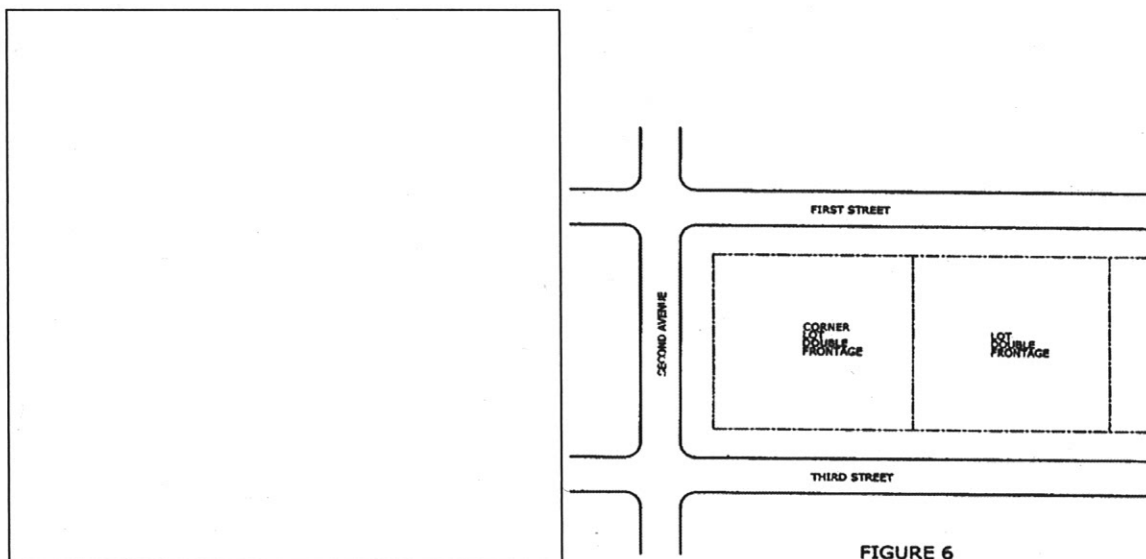 FIRST STREET
SECOND AVENUE
CORNER
LOT
DOUBLE
FRONTAGE
LOT
DOUBLE
FRONTAGE
THIRD STREET
FIGURE 6